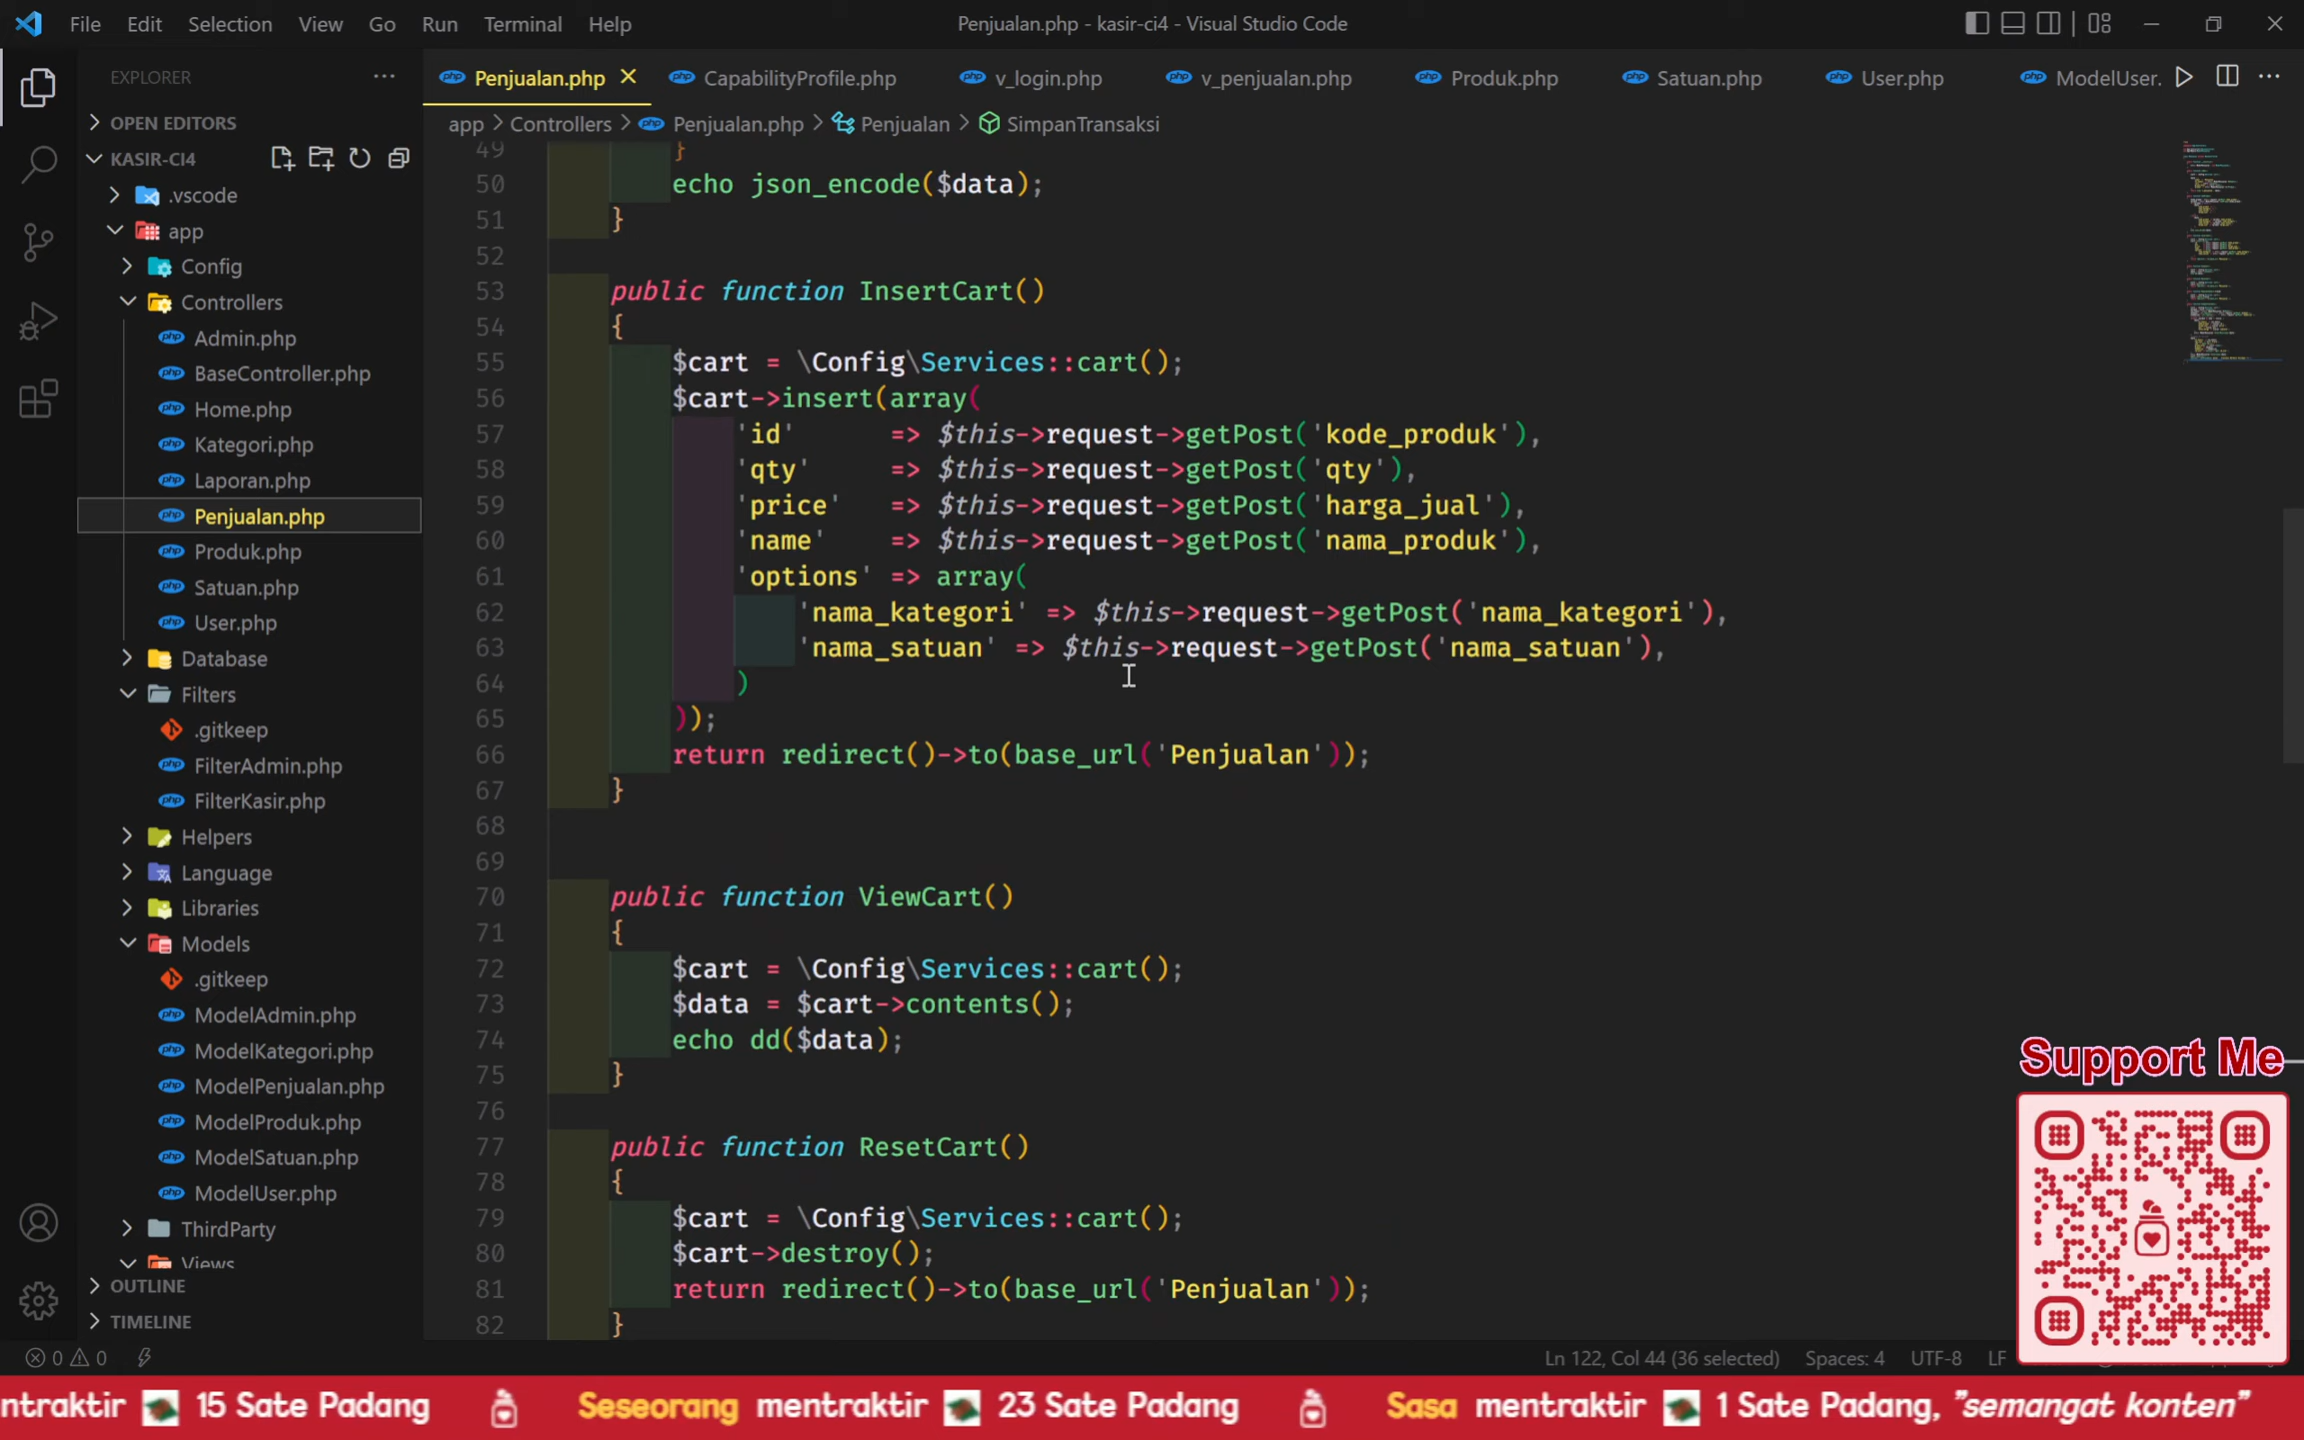 File Edit Selection View Go Run Terminal Help
Penjualan.php - kasir-ci4 - Visual Studio Code
EXPLORER
OPEN EDITORS
KASIR-CI4
.vscode
app
Config
Controllers
Admin.php
BaseController.php
Home.php
Kategori.php
Laporan.php
Penjualan.php
Produk.php
Satuan.php
User.php
Database
Filters
.gitkeep
FilterAdmin.php
FilterKasir.php
Helpers
Language
Libraries
Models
.gitkeep
ModelAdmin.php
ModelKategori.php
ModelPenjualan.php
ModelProduk.php
ModelSatuan.php
ModelUser.php
ThirdParty
Views
OUTLINE
TIMELINE
Penjualan.php CapabilityProfile.php v_login.php v_penjualan.php Produk.php Satuan.php User.php ModelUser.
app > Controllers > Penjualan.php > Penjualan > SimpanTransaksi
49 }
50 echo json_encode($data);
51 }
52
53 public function InsertCart()
54 {
55 $cart = \Config\Services::cart();
56 $cart->insert(array(
57 'id' => $this->request->getPost('kode_produk'),
58 'qty' => $this->request->getPost('qty'),
59 'price' => $this->request->getPost('harga_jual'),
60 'name' => $this->request->getPost('nama_produk'),
61 'options' => array(
62 'nama_kategori' => $this->request->getPost('nama_kategori'),
63 'nama_satuan' => $this->request->getPost('nama_satuan'),
64 )
65 ));
66 return redirect()->to(base_url('Penjualan'));
67 }
68
69
70 public function ViewCart()
71 {
72 $cart = \Config\Services::cart();
73 $data = $cart->contents();
74 echo dd($data);
75 }
76
77 public function ResetCart()
78 {
79 $cart = \Config\Services::cart();
80 $cart->destroy();
81 return redirect()->to(base_url('Penjualan'));
82 }
Support Me
0 0
Ln 122, Col 44 (36 selected) Spaces: 4 UTF-8 LF
ntraktir 15 Sate Padang Seseorang mentraktir 23 Sate Padang Sasa mentraktir 1 Sate Padang, "semangat konten"